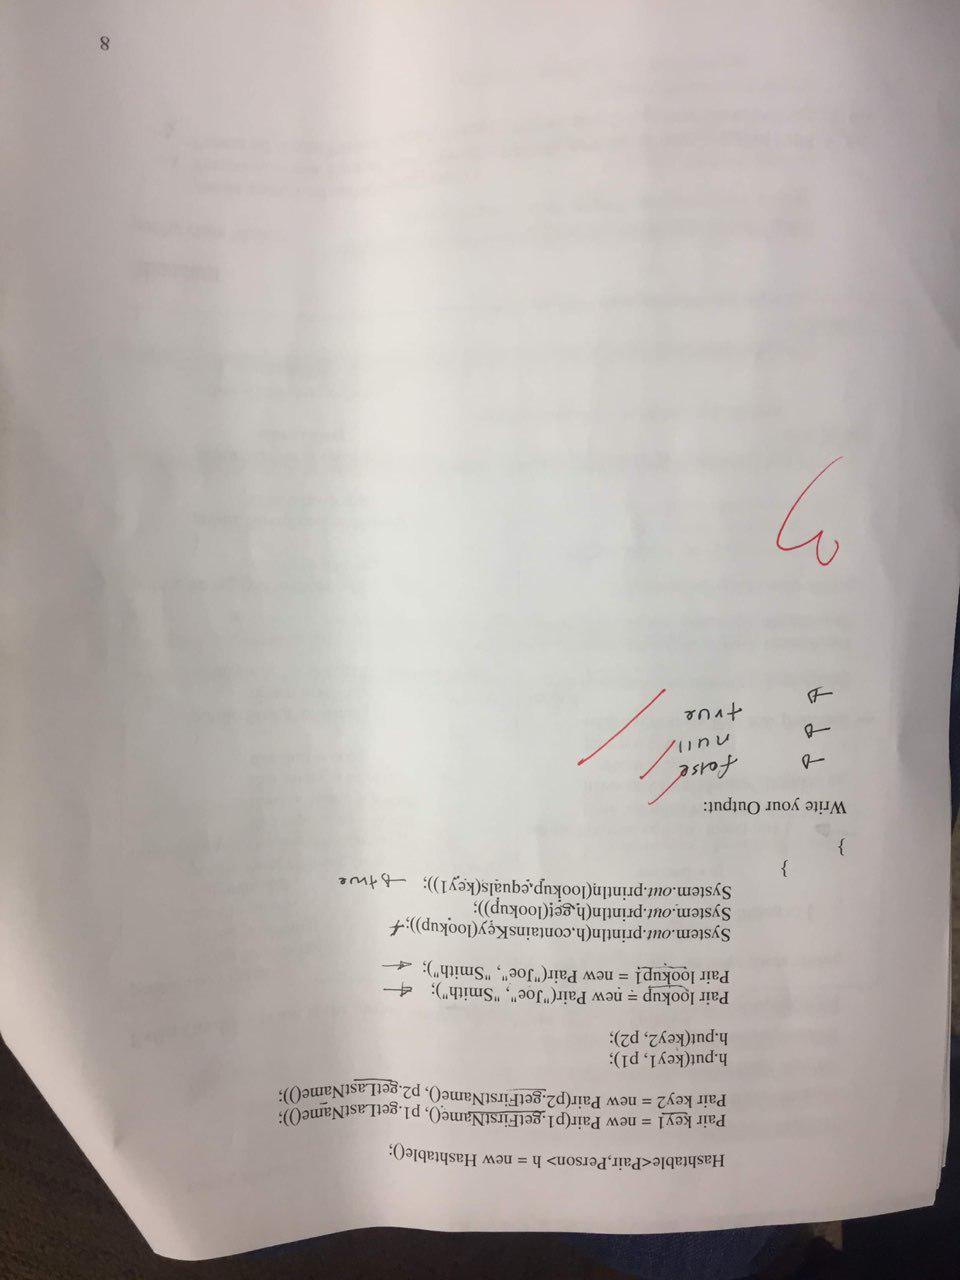 Hashtable<Pair,Person> h = new Hashtable();
Pair key1 = new Pair(p1.getFirstName(), p1.getLastName());
Pair key2 = new Pair(p2.getFirstName(), p2.getLastName());
h.put(key1, p1);
h.put(key2, p2);
Pair lookup = new Pair("Joe", "Smith");
Pair lookup1 = new Pair("Joe", "Smith");
System.out.println(h.containsKey(lookup));
System.out.println(h.get(lookup));
System.out.println(lookup.equals(key1)); true
}
}
Write your Output:
false
null
true
3
8